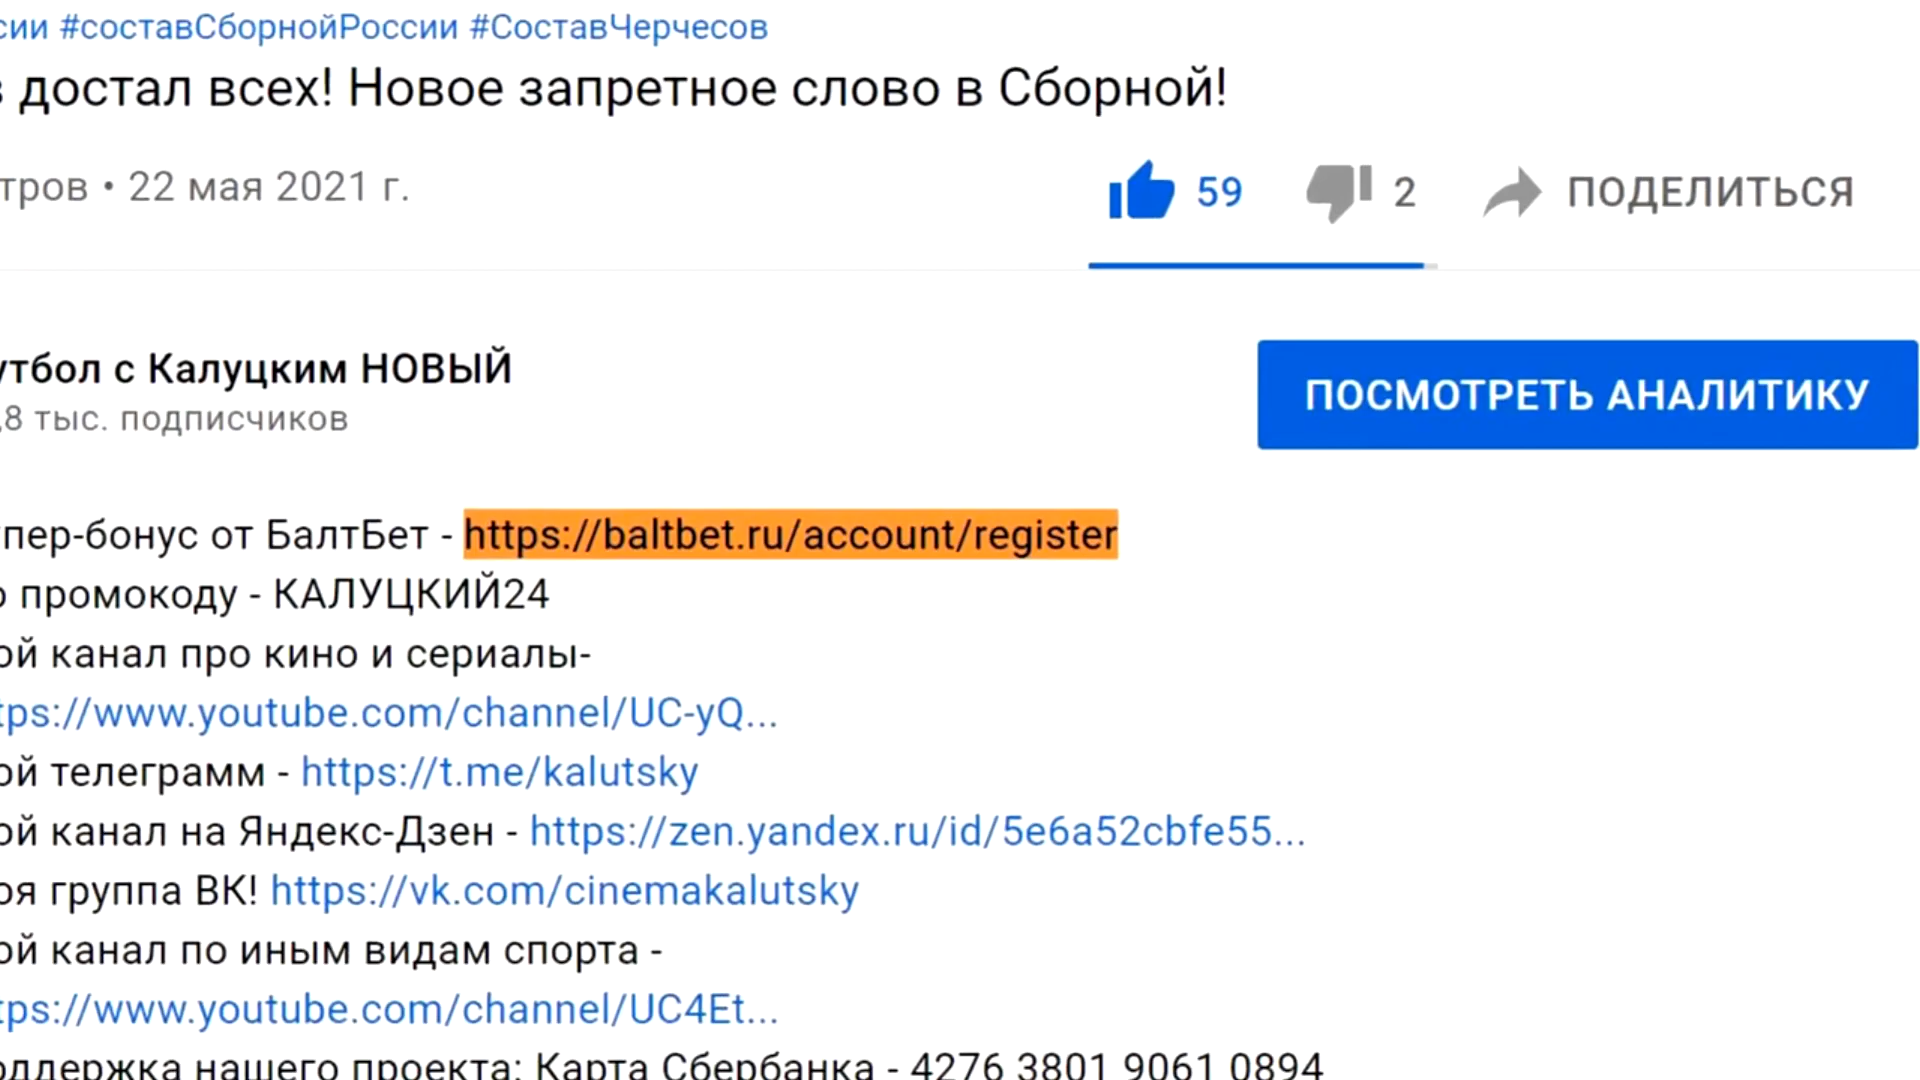 сии #составСборнойРоссии #СоставЧерчесов
в достал всех! Новое запретное слово в Сборной!
тров • 22 мая 2021 г.
59 2 ПОДЕЛИТЬСЯ
утбол с Калуцким НОВЫЙ
,8 тыс. подписчиков
ПОСМОТРЕТЬ АНАЛИТИКУ
упер-бонус от БалтБет - https://baltbet.ru/account/register
о промокоду - КАЛУЦКИЙ24
ой канал про кино и сериалы-
tps://www.youtube.com/channel/UC-yQ...
ой телеграмм - https://t.me/kalutsky
ой канал на Яндекс-Дзен - https://zen.yandex.ru/id/5e6a52cbfe55...
оя группа ВК! https://vk.com/cinemakalutsky
ой канал по иным видам спорта -
tps://www.youtube.com/channel/UC4Et...
оддержка нашего проекта: Карта Сбербанка - 4276 3801 9061 0894